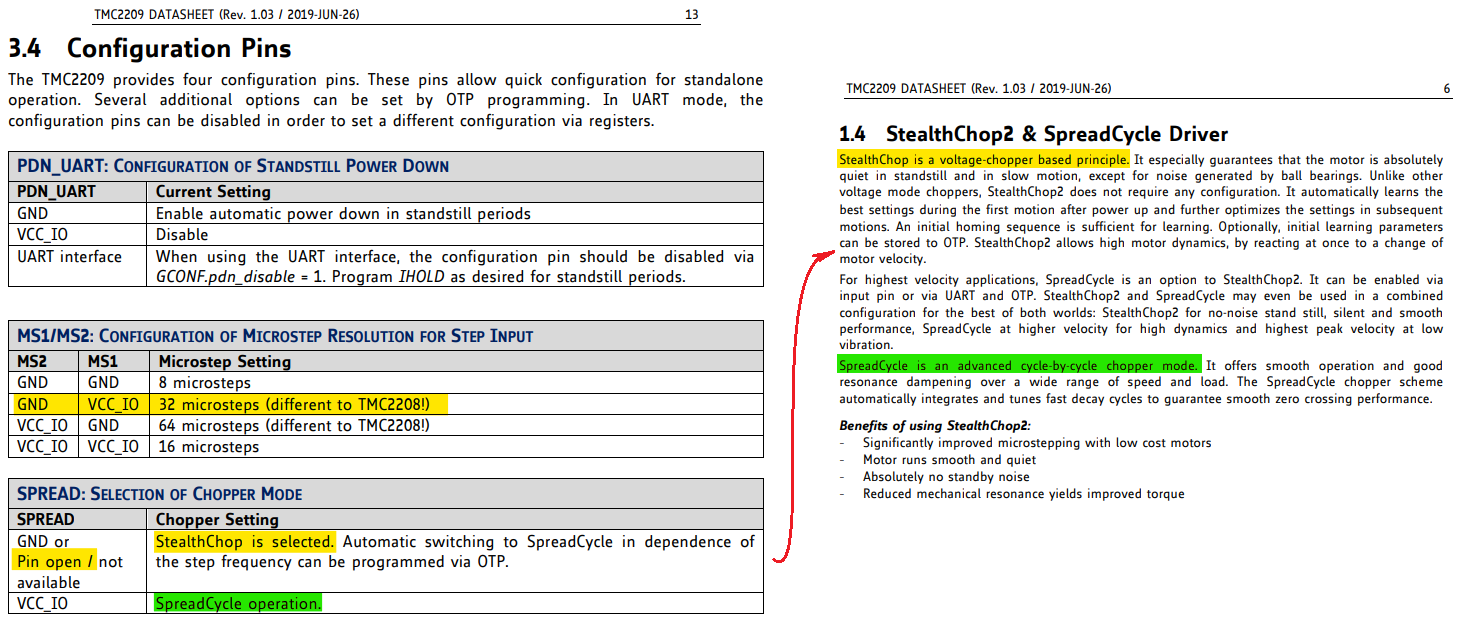 TMC2209 DATASHEET (Rev. 1.03 / 2019-JUN-26) 13
3.4 Configuration Pins
The TMC2209 provides four configuration pins. These pins allow quick configuration for standalone
operation. Several additional options can be set by OTP programming. In UART mode, the
configuration pins can be disabled in order to set a different configuration via registers.
PDN_UART: CONFIGURATION OF STANDSTILL POWER DOWN
PDN_UART Current Setting
GND Enable automatic power down in standstill periods
VCC_IO Disable
UART interface When using the UART interface, the configuration pin should be disabled via
GCONF.pdn_disable = 1. Program IHOLD as desired for standstill periods.
MS1/MS2: CONFIGURATION OF MICROSTEP RESOLUTION FOR STEP INPUT
MS2 MS1 Microstep Setting
GND GND 8 microsteps
GND VCC_IO 32 microsteps (different to TMC2208!)
VCC_IO GND 64 microsteps (different to TMC2208!)
VCC_IO VCC_IO 16 microsteps
SPREAD: SELECTION OF CHOPPER MODE
SPREAD Chopper Setting
GND or StealthChop is selected. Automatic switching to SpreadCycle in dependence of
Pin open / not the step frequency can be programmed via OTP.
available
VCC_IO SpreadCycle operation.
TMC2209 DATASHEET (Rev. 1.03 / 2019-JUN-26) 6
1.4 StealthChop2 & SpreadCycle Driver
StealthChop is a voltage-chopper based principle. It especially guarantees that the motor is absolutely
quiet in standstill and in slow motion, except for noise generated by ball bearings. Unlike other
voltage mode choppers, StealthChop2 does not require any configuration. It automatically learns the
best settings during the first motion after power up and further optimizes the settings in subsequent
motions. An initial homing sequence is sufficient for learning. Optionally, initial learning parameters
can be stored to OTP. StealthChop2 allows high motor dynamics, by reacting at once to a change of
motor velocity.
For highest velocity applications, SpreadCycle is an option to StealthChop2. It can be enabled via
input pin or via UART and OTP. StealthChop2 and SpreadCycle may even be used in a combined
configuration for the best of both worlds: StealthChop2 for no-noise stand still, silent and smooth
performance, SpreadCycle at higher velocity for high dynamics and highest peak velocity at low
vibration.
SpreadCycle is an advanced cycle-by-cycle chopper mode. It offers smooth operation and good
resonance dampening over a wide range of speed and load. The SpreadCycle chopper scheme
automatically integrates and tunes fast decay cycles to guarantee smooth zero crossing performance.
Benefits of using StealthChop2:
- Significantly improved microstepping with low cost motors
- Motor runs smooth and quiet
- Absolutely no standby noise
- Reduced mechanical resonance yields improved torque